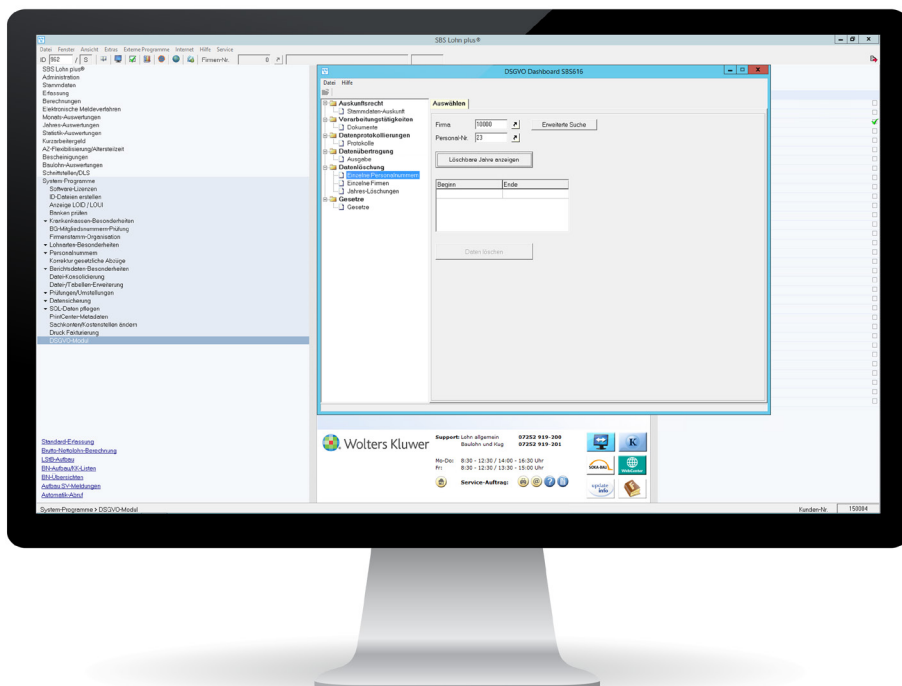 SBS Lohn plus®
Datei Fenster Ansicht Extras Externe Programme Internet Hilfe Service
ID 962 / S Firmen-Nr. 0
SBS Lohn plus®
Administration
Stammdaten
Erfassung
Berechnungen
Elektronische Meldeverfahren
Monats-Auswertungen
Jahres-Auswertungen
Statistik-Auswertungen
Kurzarbeitergeld
AZ-Flexibilisierung/Altersteilzeit
Bescheinigungen
Baulohn-Auswertungen
Schnittstellen/DLS
System-Programme
Software-Lizenzen
ID-Dateien erstellen
Anzeige LOID / LOUI
Banken prüfen
Krankenkassen-Besonderheiten
BG-Mitgliedsnummern-Prüfung
Firmenstamm-Organisation
Lohnarten-Besonderheiten
Personalnummern
Korrektur gesetzliche Abzüge
Berichtsdaten-Besonderheiten
Datei-Konsolidierung
Datei-/Tabellen-Erweiterung
Prüfungen/Umstellungen
Datensicherung
SQL-Daten pflegen
PrintCenter-Metadaten
Sachkonten/Kostenstellen ändern
Druck Fakturierung
DSGVO-Modul
Standard-Erfassung
Brutto-Nettolohn-Berechnung
LStB-Aufbau
BN-Aufbau/KK-Listen
BN-Übersichten
Aufbau SV-Meldungen
Automatik-Abruf
DSGVO Dashboard SBS616
Datei Hilfe
Auskunftsrecht
Stammdaten-Auskunft
Verarbeitungstätigkeiten
Dokumente
Datenprotokollierungen
Protokolle
Datenübertragung
Ausgabe
Datenlöschung
Einzelne Personalnummern
Einzelne Firmen
Jahres-Löschungen
Gesetze
Gesetze
Auswählen
Firma 10000 Erweiterte Suche
Personal-Nr. 23
Löschbare Jahre anzeigen
Beginn Ende
Daten löschen
Wolters Kluwer
Support: Lohn allgemein 07252 919-200
Baulohn und Kug 07252 919-201
Mo-Do: 8:30 - 12:30 / 14:00 - 16:30 Uhr
Fr: 8:30 - 12:30 / 13:30 - 15:00 Uhr
Service-Auftrag:
K
SOKA-BAU
WebCenter
update info
System-Programme > DSGVO-Modul
Kunden-Nr. 150084